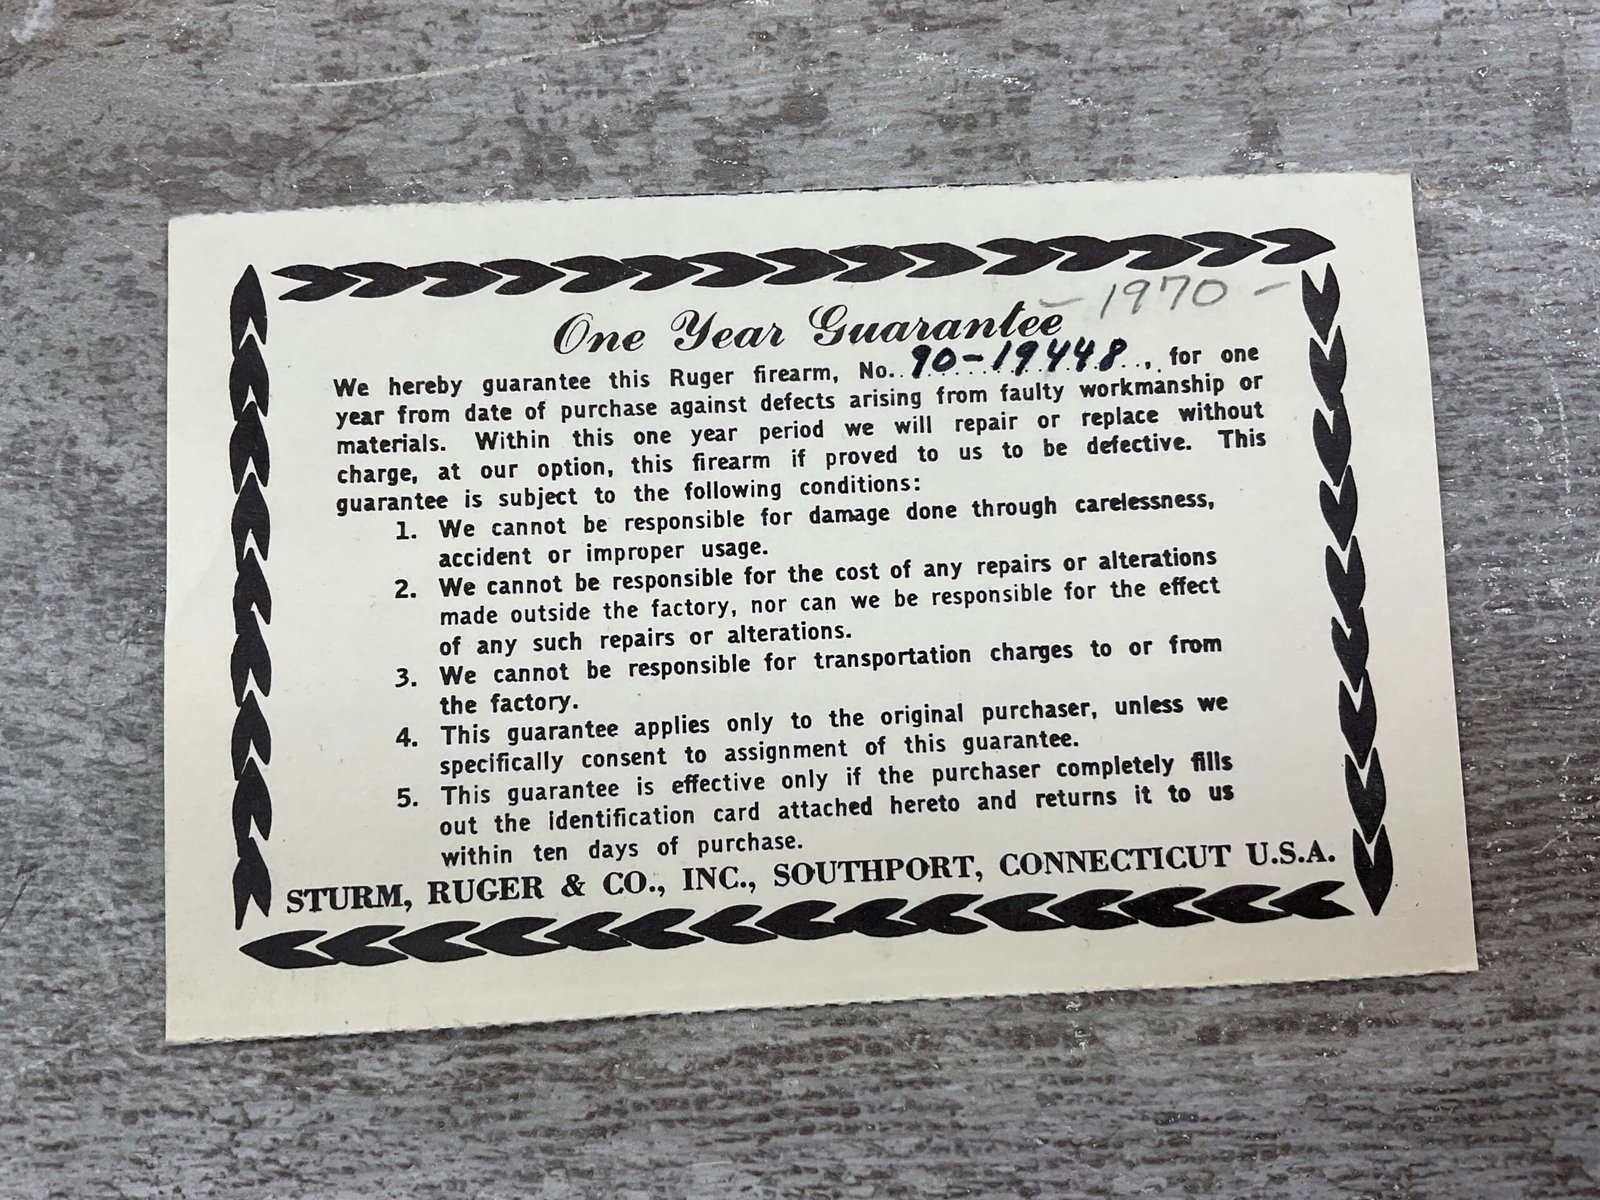 - 1970 -
One Year Guarantee
We hereby guarantee this Ruger firearm, No..90-19448..., for one
year from date of purchase against defects arising from faulty workmanship or
materials. Within this one year period we will repair or replace without
charge, at our option, this firearm if proved to us to be defective. This
guarantee is subject to the following conditions:
1. We cannot be responsible for damage done through carelessness,
accident or improper usage.
2. We cannot be responsible for the cost of any repairs or alterations
made outside the factory, nor can we be responsible for the effect
of any such repairs or alterations.
3. We cannot be responsible for transportation charges to or from
the factory.
4. This guarantee applies only to the original purchaser, unless we
specifically consent to assignment of this guarantee.
5. This guarantee is effective only if the purchaser completely fills
out the identification card attached hereto and returns it to us
within ten days of purchase.
STURM, RUGER & CO., INC., SOUTHPORT, CONNECTICUT U.S.A.